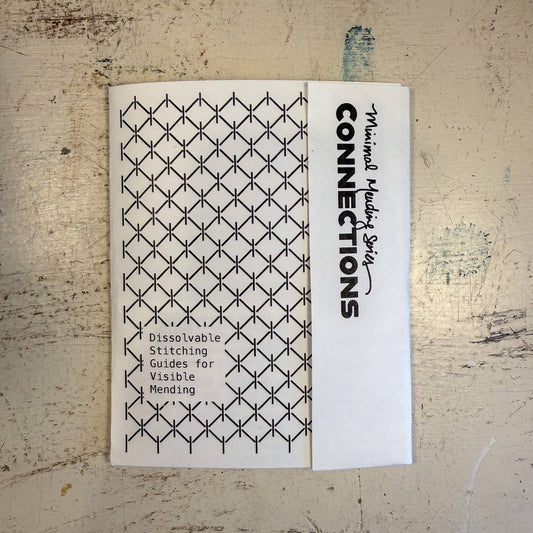 Minimal Mending Series
CONNECTIONS
Dissolvable
Stitching
Guides for
Visible
Mending